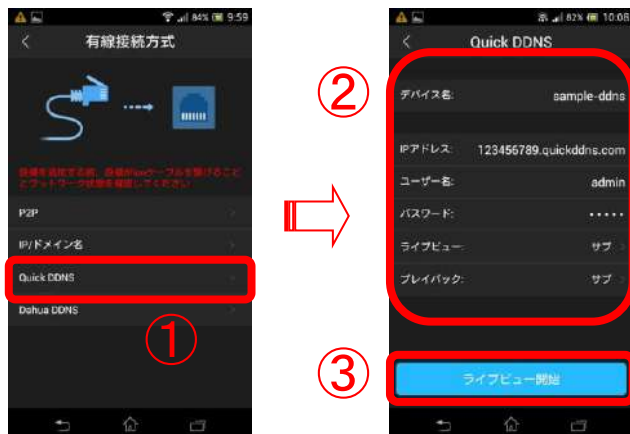 84% 9:59
有線接続方式
P2P
IP/ドメイン名
Quick DDNS
Dahua DDNS
①
82% 10:08
Quick DDNS
②
デバイス名: sample-ddns
IPアドレス: 123456789.quickddns.com
ユーザー名: admin
パスワード: •••••
ライブビュー: サブ
プレイバック: サブ
③
ライブビュー開始